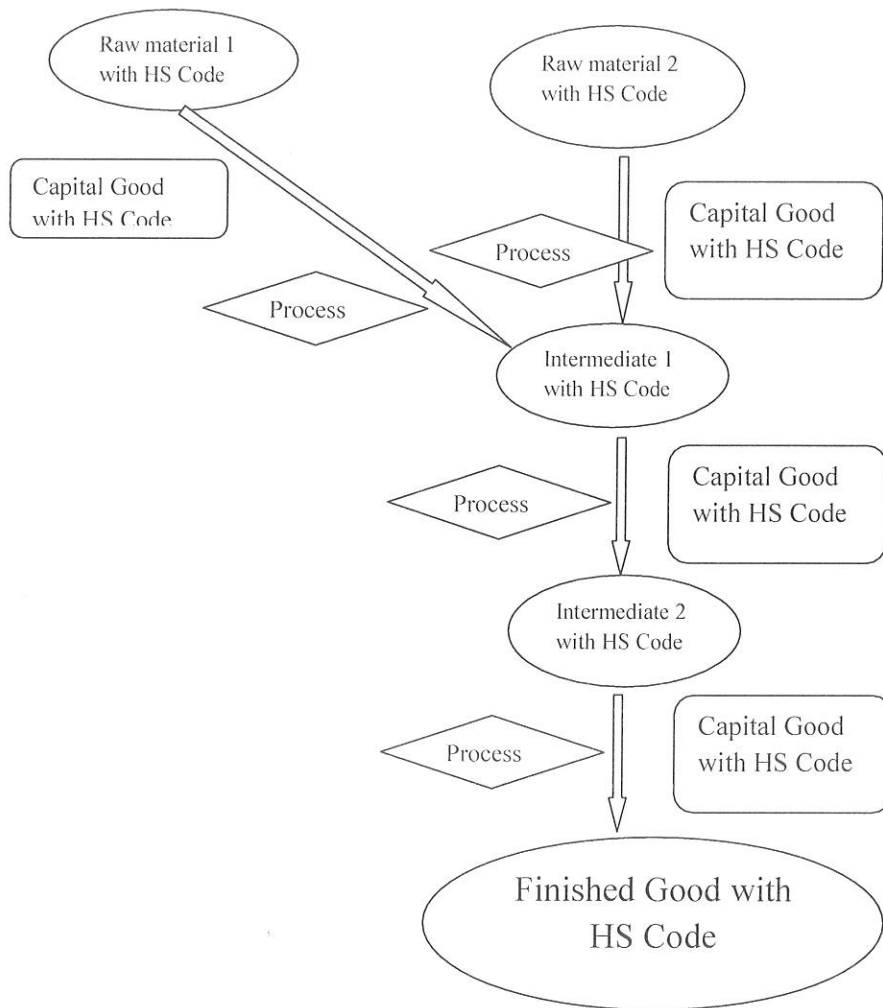 Raw material 1
with HS Code
Raw material 2
with HS Code
Capital Good
with HS Code
Process
Capital Good
with HS Code
Process
Intermediate 1
with HS Code
Process
Capital Good
with HS Code
Intermediate 2
with HS Code
Process
Capital Good
with HS Code
Finished Good with
HS Code